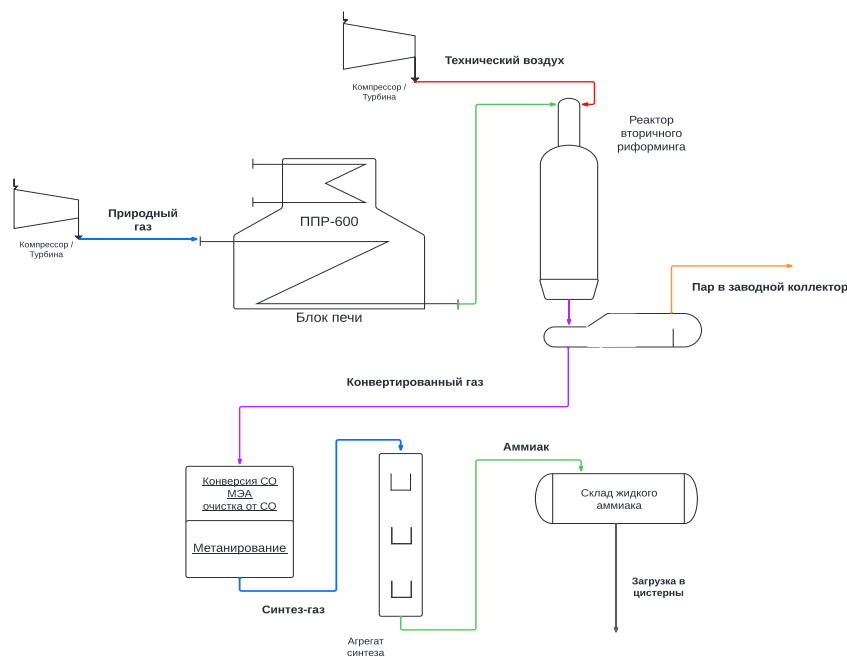 Технический воздух
Компрессор /
Турбина
Реактор
вторичного
риформинга
Природный
газ
Компрессор /
Турбина
ППР-600
Блок печи
Пар в заводной коллектор
Конвертированный газ
Конверсия СО
МЭА
очистка от СО
Метанирование
Синтез-газ
Агрегат
синтеза
Аммиак
Склад жидкого
аммиака
Загрузка в
цистерны